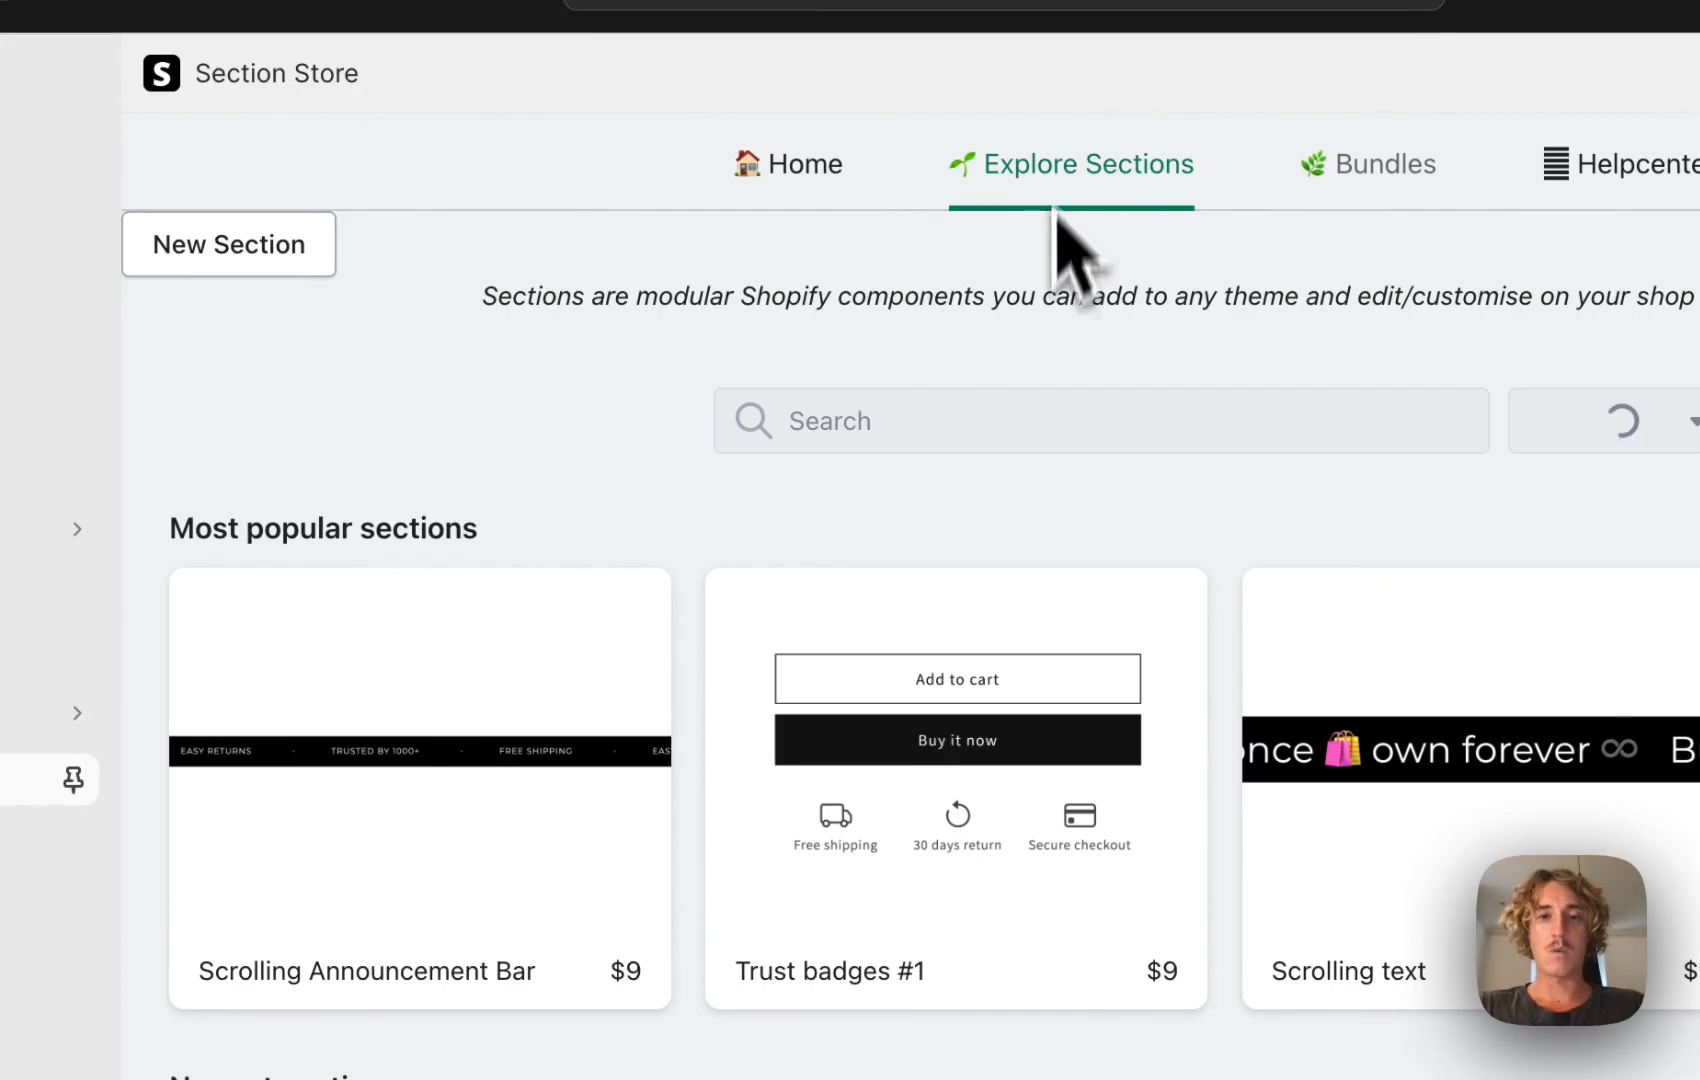 S Section Store
🏠 Home 🌱 Explore Sections 🌿 Bundles Helpcente
New Section
Sections are modular Shopify components you can add to any theme and edit/customise on your shop
Search
Most popular sections
EASY RETURNS - TRUSTED BY 1000+ - FREE SHIPPING - EAS
Add to cart
Buy it now
Free shipping 30 days return Secure checkout
once 🛍️ own forever ∞ B
Scrolling Announcement Bar $9
Trust badges #1 $9
Scrolling text $